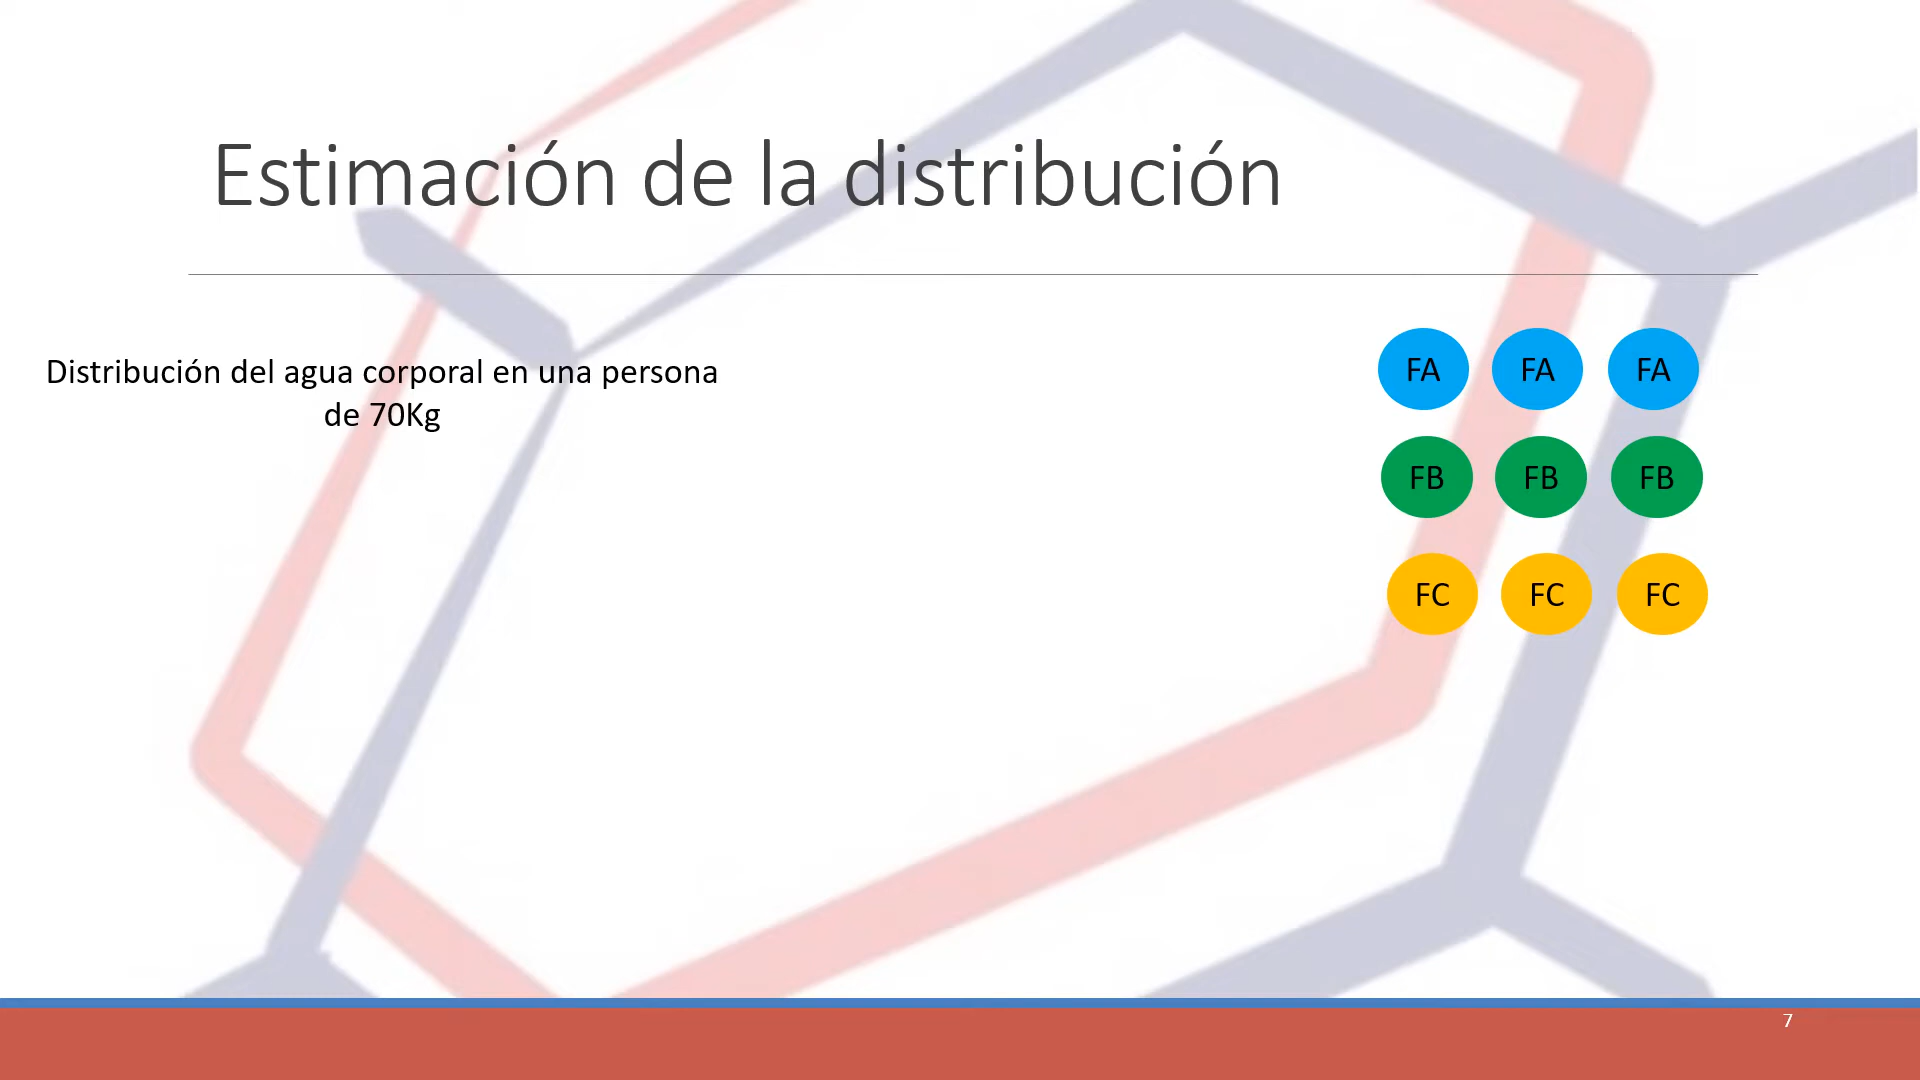 Estimación de la distribución
Distribución del agua corporal en una persona
de 70Kg
FA FA FA
FB FB FB
FC FC FC
7